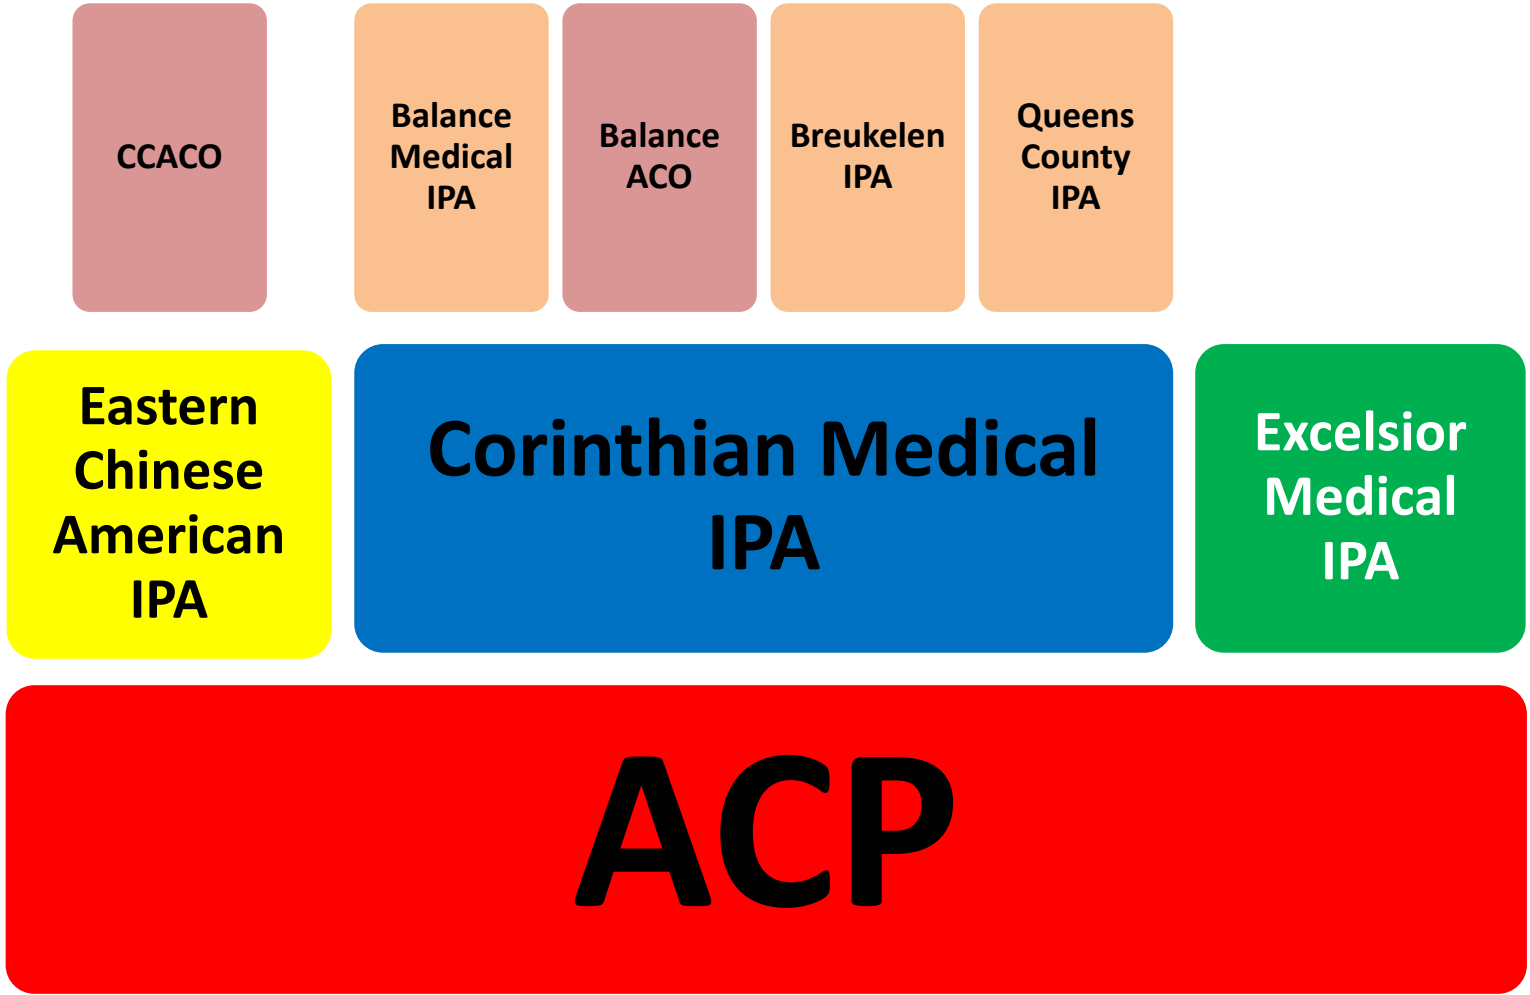 CCACO
Balance
Medical
IPA
Balance
ACO
Breukelen
IPA
Queens
County
IPA
Eastern
Chinese
American
IPA
Corinthian Medical
IPA
Excelsior
Medical
IPA
ACP